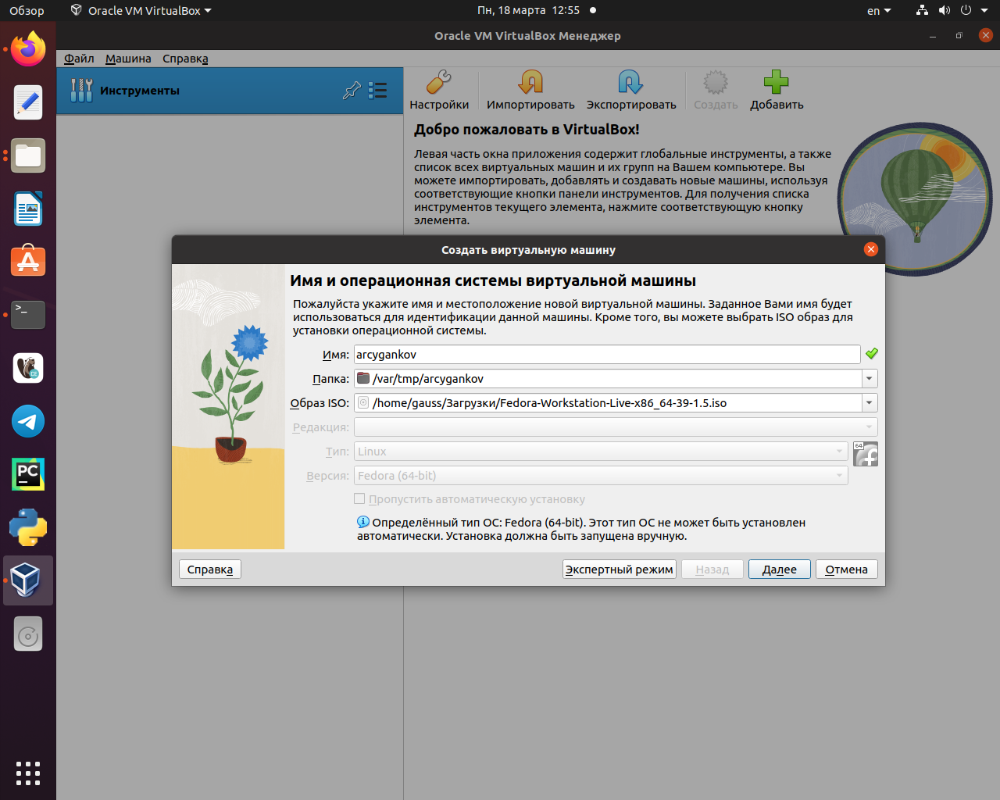 Обзор
Oracle VM VirtualBox
Пн, 18 марта 12:55
en
Oracle VM VirtualBox Менеджер
Файл Машина Справка
Инструменты
Настройки
Импортировать
Экспортировать
Создать
Добавить
Добро пожаловать в VirtualBox!
Левая часть окна приложения содержит глобальные инструменты, а также
список всех виртуальных машин и их групп на Вашем компьютере. Вы
можете импортировать, добавлять и создавать новые машины, используя
соответствующие кнопки панели инструментов. Для получения списка
инструментов текущего элемента, нажмите соответствующую кнопку
элемента.
Создать виртуальную машину
Имя и операционная системы виртуальной машины
Пожалуйста укажите имя и местоположение новой виртуальной машины. Заданное Вами имя будет
использоваться для идентификации данной машины. Кроме того, вы можете выбрать ISO образ для
установки операционной системы.
Имя: arcygankov
Папка: /var/tmp/arcygankov
Образ ISO: /home/gauss/Загрузки/Fedora-Workstation-Live-x86_64-39-1.5.iso
Редакция:
Тип: Linux
64
Версия: Fedora (64-bit)
Пропустить автоматическую установку
Определённый тип ОС: Fedora (64-bit). Этот тип ОС не может быть установлен
автоматически. Установка должна быть запущена вручную.
Справка
Экспертный режим
Назад
Далее
Отмена
>_
CE
PC